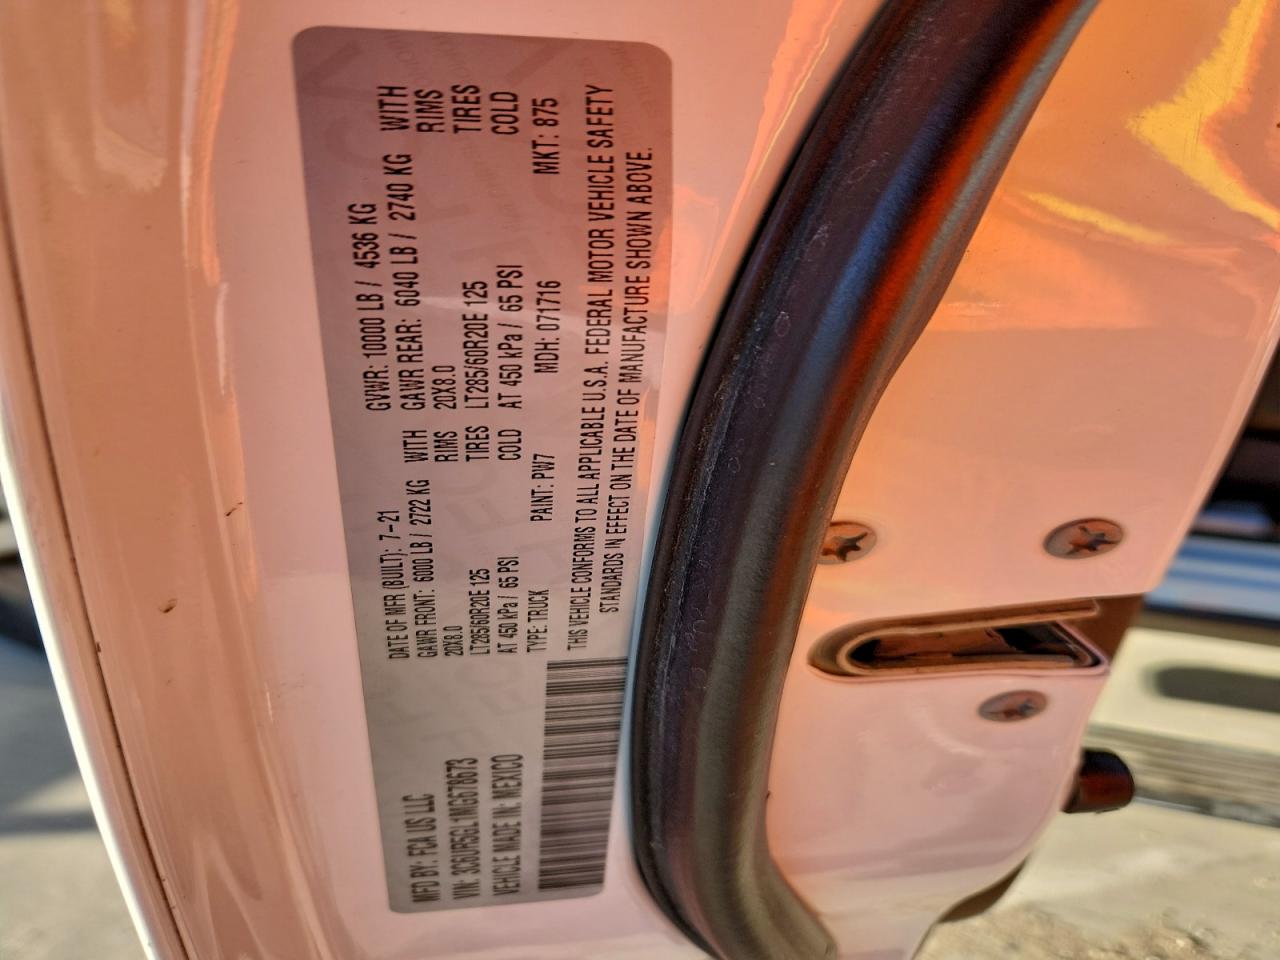 MFD BY: FCA US LLC
DATE OF MFR (BUILT): 7-21
GVWR: 10000 LB / 4536 KG
VIN: 3C6UR5GL1MG678673
GAWR FRONT: 6000 LB / 2722 KG WITH
GAWR REAR: 6040 LB / 2740 KG WITH
20X8.0 RIMS
20X8.0 RIMS
VEHICLE MADE IN: MEXICO
LT285/60R20E 125 TIRES
LT285/60R20E 125 TIRES
AT 450 kPa / 65 PSI COLD
AT 450 kPa / 65 PSI COLD
TYPE: TRUCK PAINT: PW7 MDH: 071716 MKT: 875
THIS VEHICLE CONFORMS TO ALL APPLICABLE U.S.A. FEDERAL MOTOR VEHICLE SAFETY
STANDARDS IN EFFECT ON THE DATE OF MANUFACTURE SHOWN ABOVE.